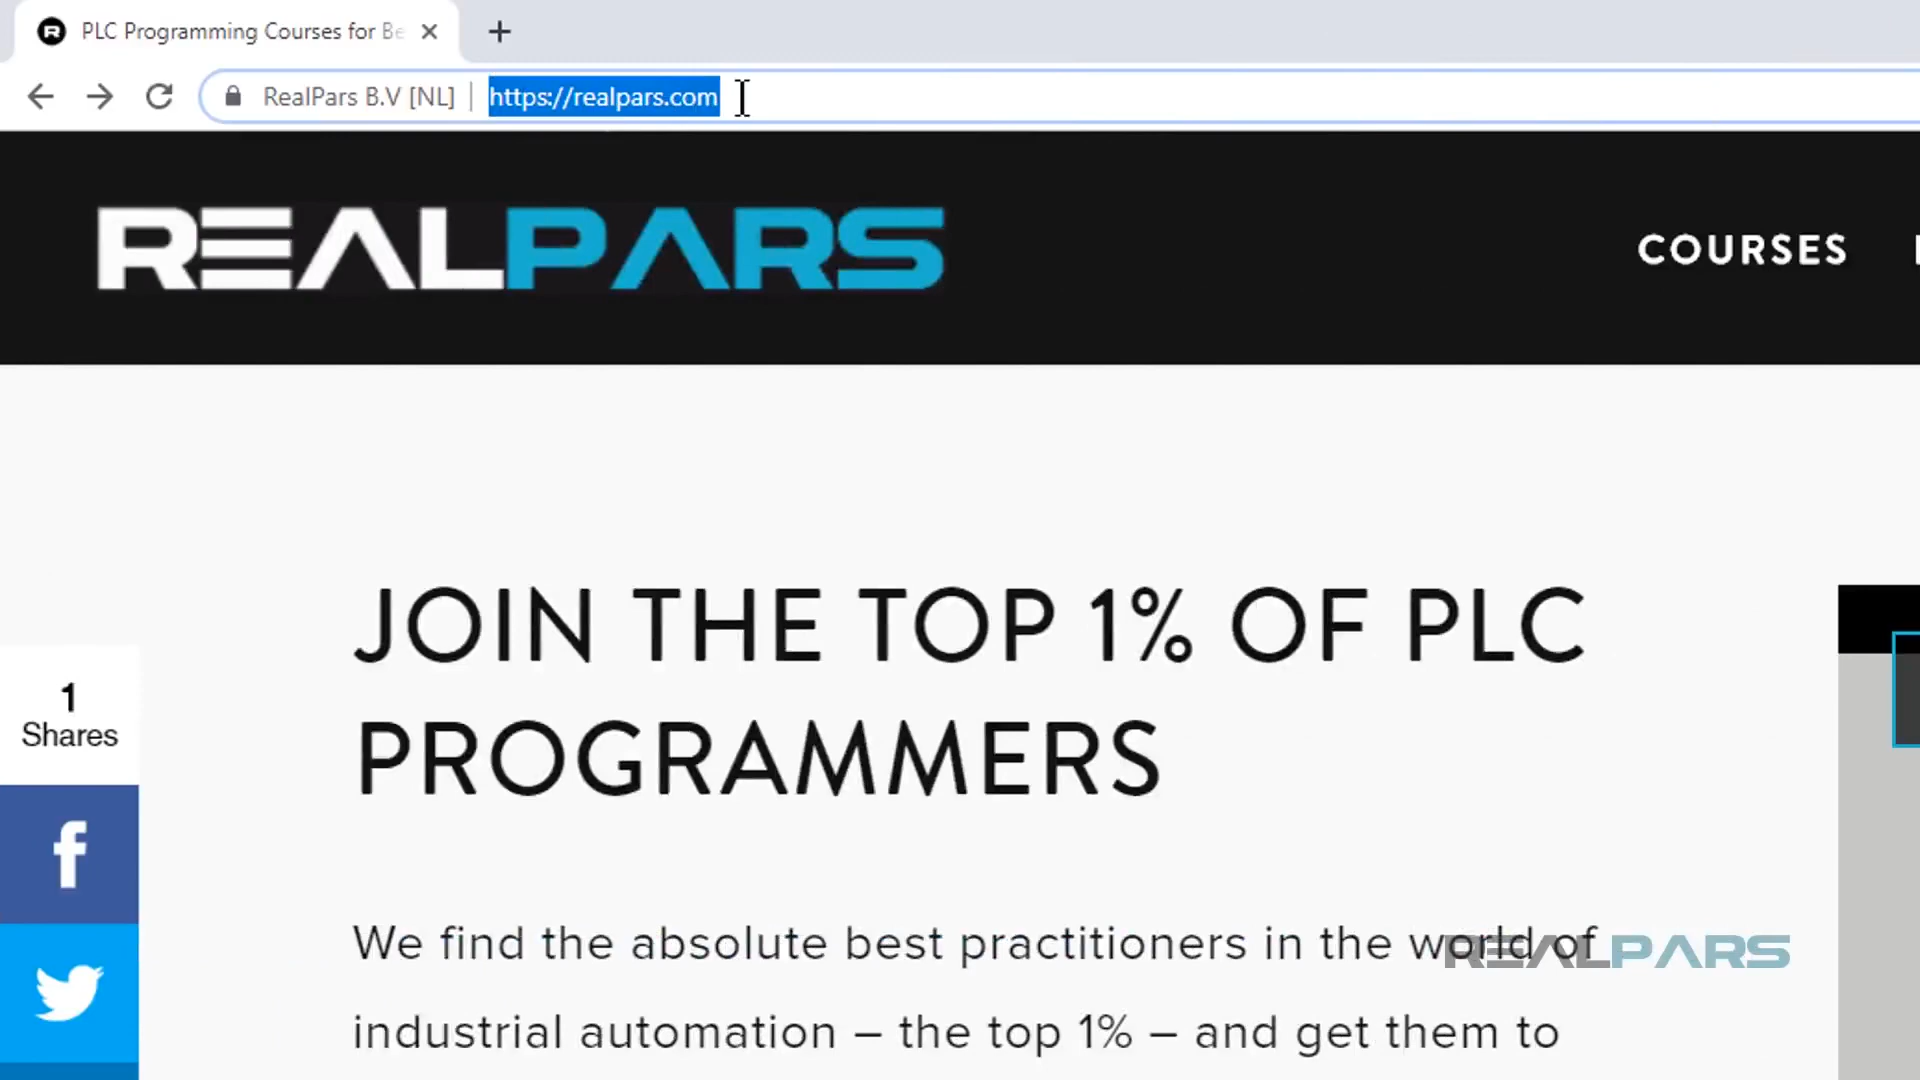 PLC Programming Courses for Be
RealPars B.V [NL] | https://realpars.com
REALPARS
COURSES
JOIN THE TOP 1% OF PLC
PROGRAMMERS
1
Shares
We find the absolute best practitioners in the world of
industrial automation – the top 1% – and get them to
REALPARS